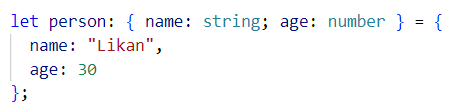 let person: { name: string; age: number } = {
  name: "Likan",
  age: 30
};